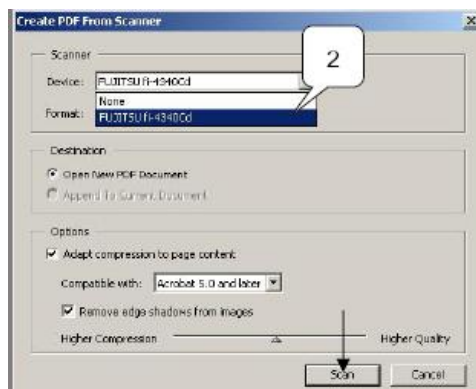 Create PDF From Scanner
Scanner
2
Device: FUJITSU fi-4340Cd
None
Format: FUJITSU fi-4340Cd
Destination
Open New PDF Document
Append To Current Document
Options
Adapt compression to page content
Compatible with: Acrobat 5.0 and later
Remove edge shadows from images
Higher Compression Higher Quality
Scan Cancel